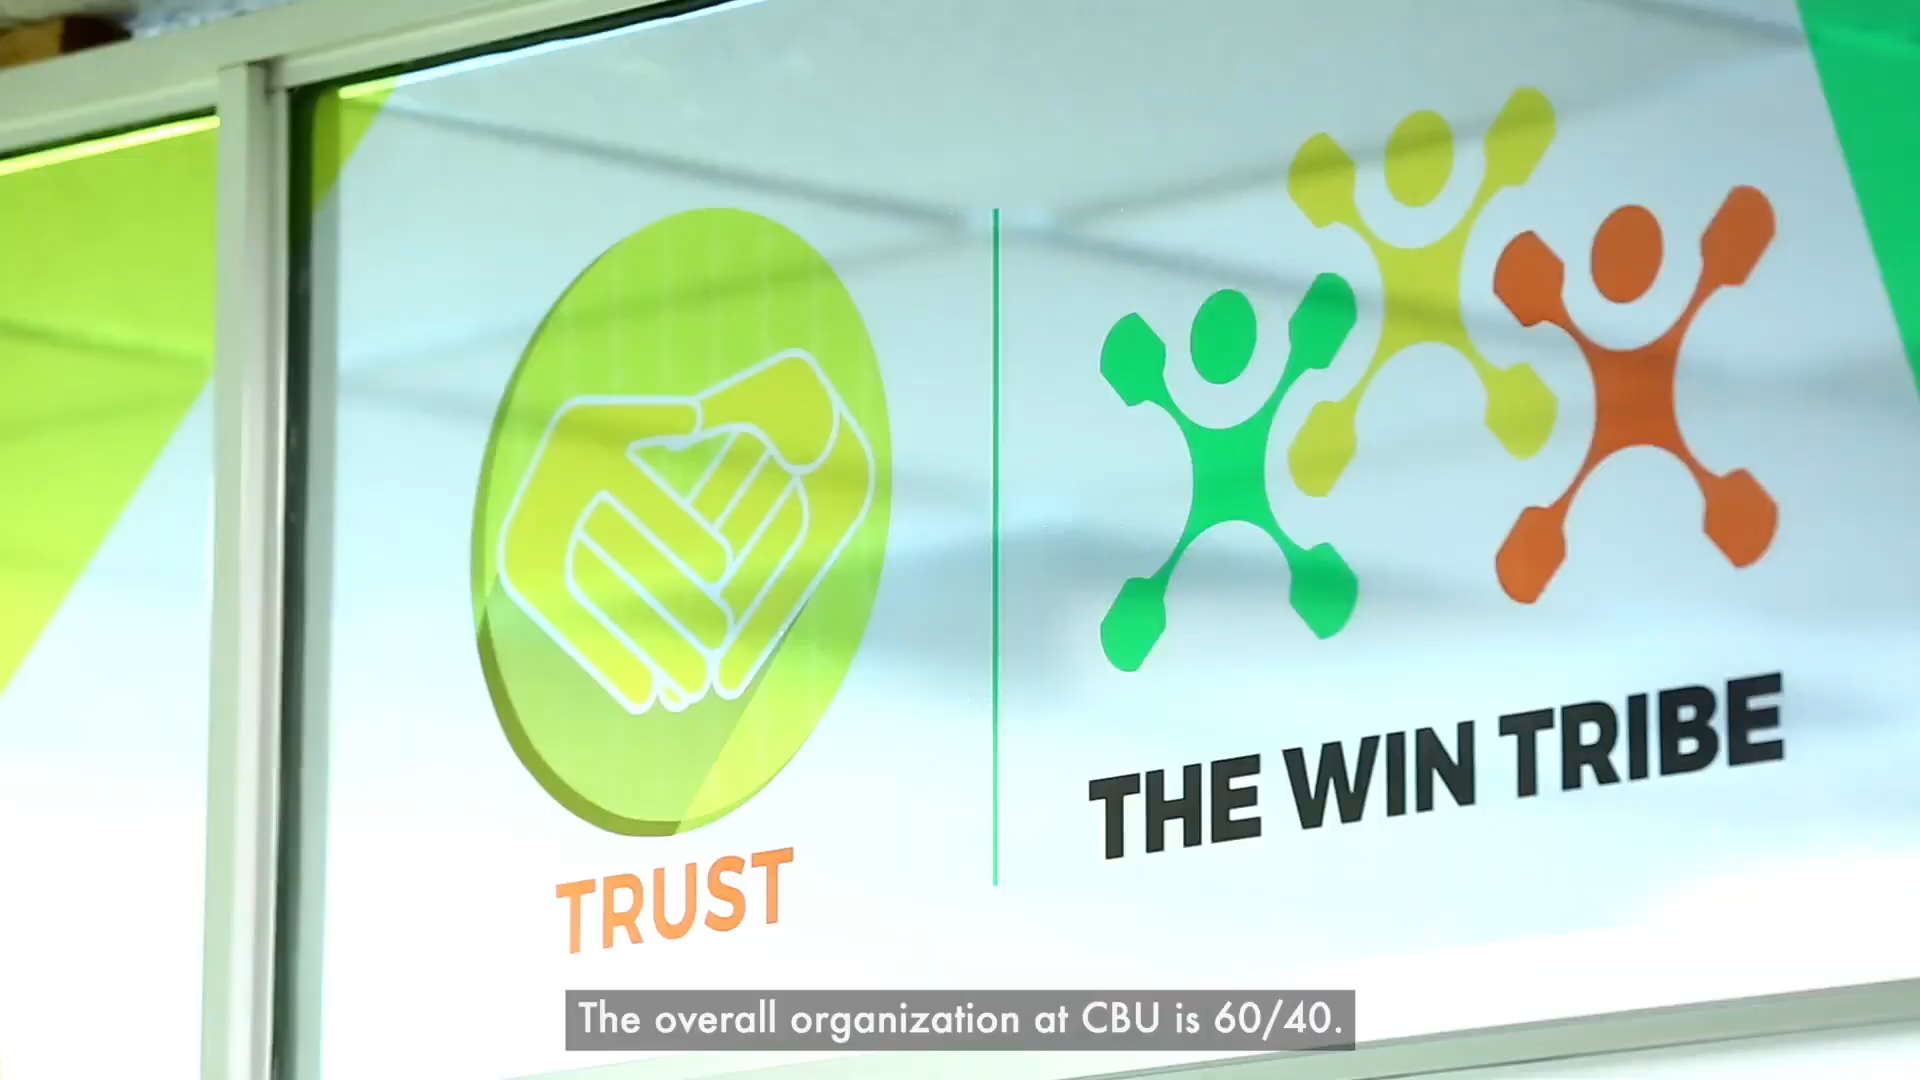 TRUST
THE WIN TRIBE
The overall organization at CBU is 60/40.